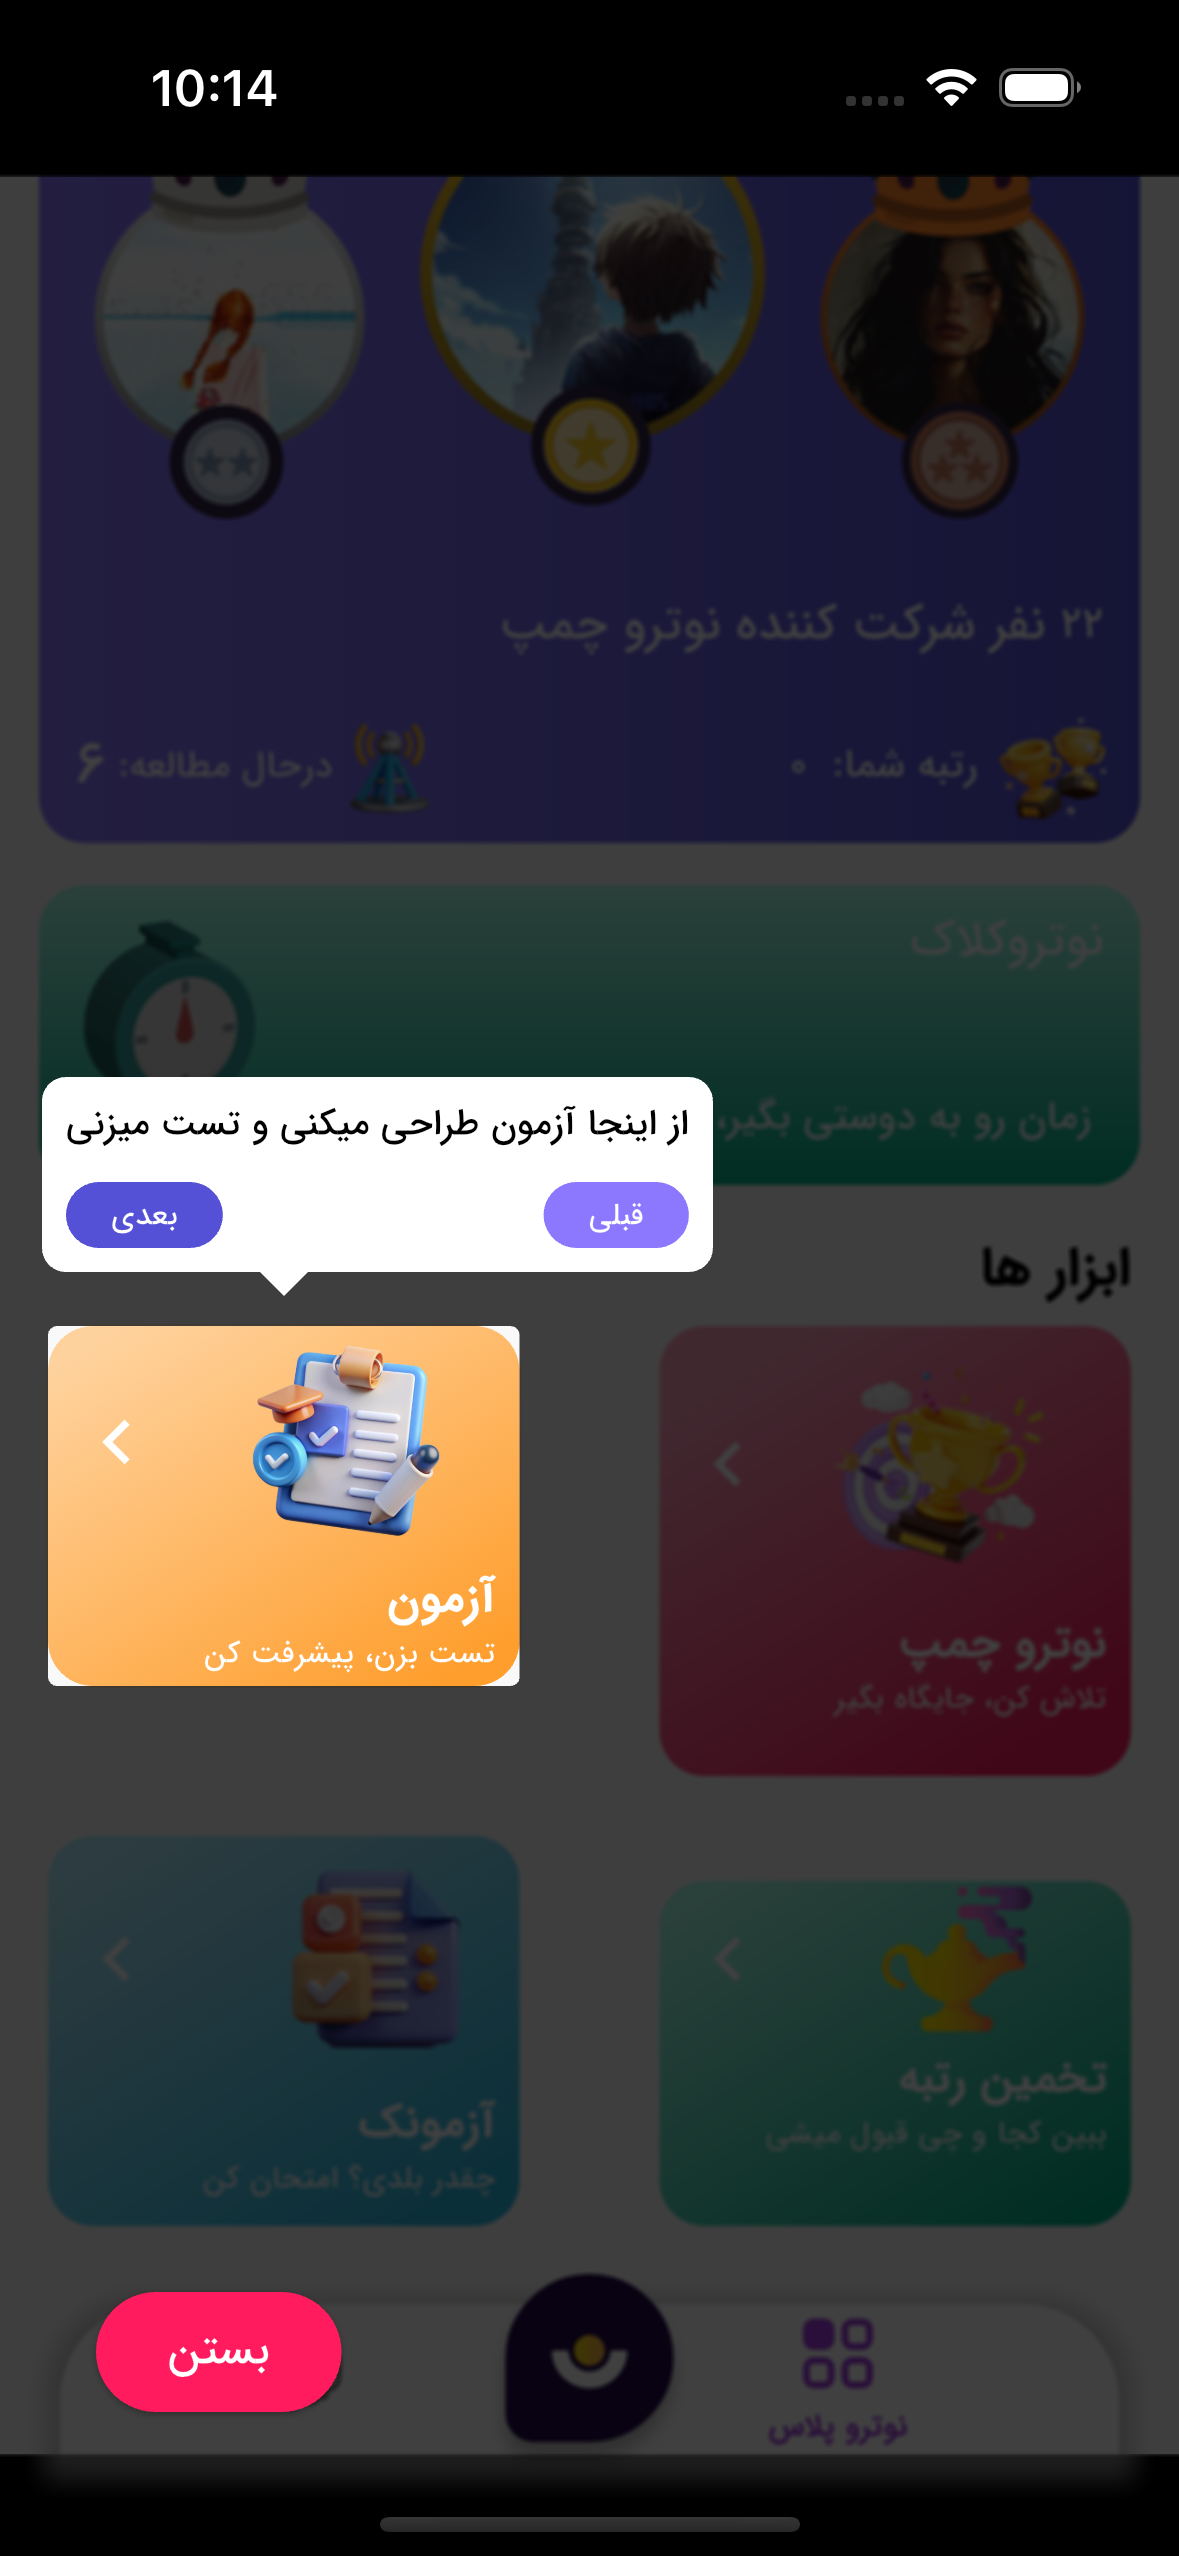 10:14
۲۲ نفر شرکت کننده نوترو چمپ
رتبه شما: ۰
درحال مطالعه: ۶
نوتروکلاک
زمان رو به دوستی بگیر،
از اینجا آزمون طراحی میکنی و تست میزنی
قبلی
بعدی
ابزار ها
نوترو چمپ
تلاش کن، جایگاه بگیر
آزمون
تست بزن، پیشرفت کن
تخمین رتبه
ببین کجا و چی قبول میشی
آزمونک
چقدر بلدی؟ امتحان کن
بستن
نوترو پلاس